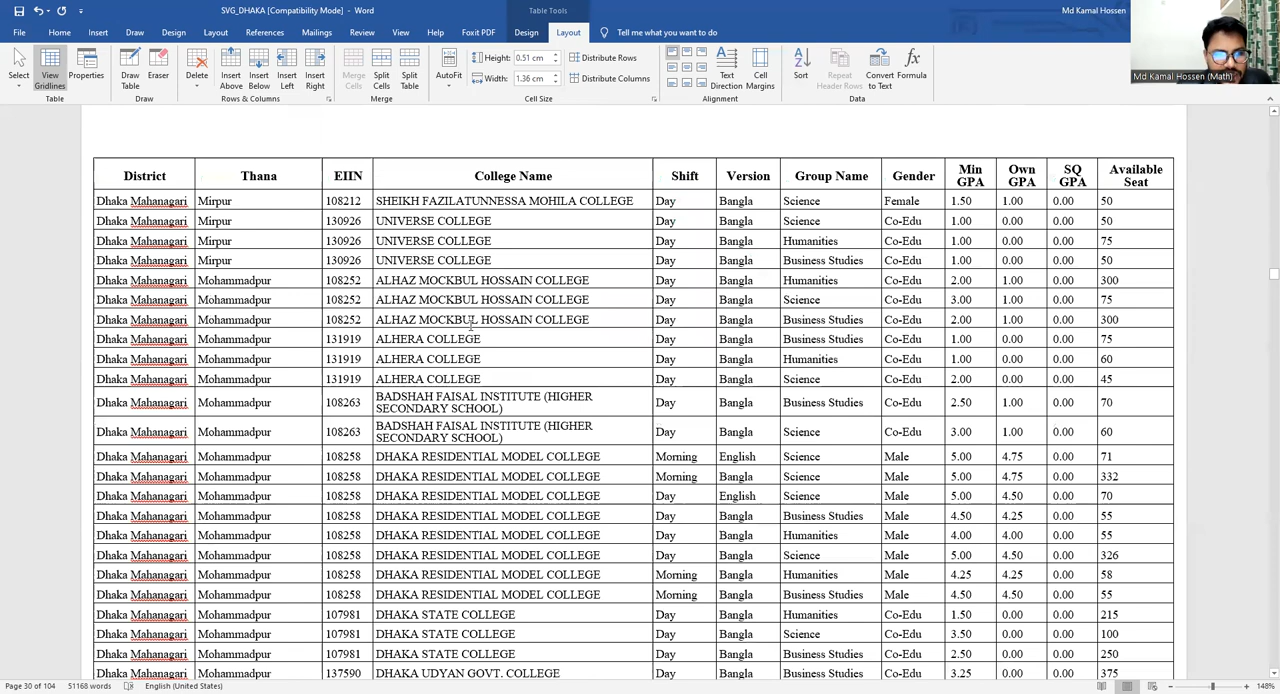 SVG_DHAKA [Compatibility Mode] - Word
Table Tools
Md Kamal Hossen
File Home Insert Draw Design Layout References Mailings Review View Help Foxit PDF Design Layout Tell me what you want to do
Select View Gridlines Properties Draw Table Eraser Delete Insert Above Insert Below Insert Left Insert Right Merge Cells Split Cells Split Table AutoFit Height: 0.51 cm Width: 1.36 cm Distribute Rows Distribute Columns Text Direction Cell Margins Sort Repeat Header Rows Convert to Text Formula
Table Draw Rows & Columns Merge Cell Size Alignment Data
Md Kamal Hossen (Math)
District Thana EIIN College Name Shift Version Group Name Gender Min GPA Own GPA SQ GPA Available Seat
Dhaka Mahanagari Mirpur 108212 SHEIKH FAZILATUNNESSA MOHILA COLLEGE Day Bangla Science Female 1.50 1.00 0.00 50
Dhaka Mahanagari Mirpur 130926 UNIVERSE COLLEGE Day Bangla Science Co-Edu 1.00 0.00 0.00 50
Dhaka Mahanagari Mirpur 130926 UNIVERSE COLLEGE Day Bangla Humanities Co-Edu 1.00 0.00 0.00 75
Dhaka Mahanagari Mirpur 130926 UNIVERSE COLLEGE Day Bangla Business Studies Co-Edu 1.00 0.00 0.00 50
Dhaka Mahanagari Mohammadpur 108252 ALHAZ MOCKBUL HOSSAIN COLLEGE Day Bangla Humanities Co-Edu 2.00 1.00 0.00 300
Dhaka Mahanagari Mohammadpur 108252 ALHAZ MOCKBUL HOSSAIN COLLEGE Day Bangla Science Co-Edu 3.00 1.00 0.00 75
Dhaka Mahanagari Mohammadpur 108252 ALHAZ MOCKBUL HOSSAIN COLLEGE Day Bangla Business Studies Co-Edu 2.00 1.00 0.00 300
Dhaka Mahanagari Mohammadpur 131919 ALHERA COLLEGE Day Bangla Business Studies Co-Edu 1.00 0.00 0.00 75
Dhaka Mahanagari Mohammadpur 131919 ALHERA COLLEGE Day Bangla Humanities Co-Edu 1.00 0.00 0.00 60
Dhaka Mahanagari Mohammadpur 131919 ALHERA COLLEGE Day Bangla Science Co-Edu 2.00 0.00 0.00 45
Dhaka Mahanagari Mohammadpur 108263 BADSHAH FAISAL INSTITUTE (HIGHER SECONDARY SCHOOL) Day Bangla Business Studies Co-Edu 2.50 1.00 0.00 70
Dhaka Mahanagari Mohammadpur 108263 BADSHAH FAISAL INSTITUTE (HIGHER SECONDARY SCHOOL) Day Bangla Science Co-Edu 3.00 1.00 0.00 60
Dhaka Mahanagari Mohammadpur 108258 DHAKA RESIDENTIAL MODEL COLLEGE Morning English Science Male 5.00 4.75 0.00 71
Dhaka Mahanagari Mohammadpur 108258 DHAKA RESIDENTIAL MODEL COLLEGE Morning Bangla Science Male 5.00 4.75 0.00 332
Dhaka Mahanagari Mohammadpur 108258 DHAKA RESIDENTIAL MODEL COLLEGE Day English Science Male 5.00 4.50 0.00 70
Dhaka Mahanagari Mohammadpur 108258 DHAKA RESIDENTIAL MODEL COLLEGE Day Bangla Business Studies Male 4.50 4.25 0.00 55
Dhaka Mahanagari Mohammadpur 108258 DHAKA RESIDENTIAL MODEL COLLEGE Day Bangla Humanities Male 4.00 4.00 0.00 55
Dhaka Mahanagari Mohammadpur 108258 DHAKA RESIDENTIAL MODEL COLLEGE Day Bangla Science Male 5.00 4.50 0.00 326
Dhaka Mahanagari Mohammadpur 108258 DHAKA RESIDENTIAL MODEL COLLEGE Morning Bangla Humanities Male 4.25 4.25 0.00 58
Dhaka Mahanagari Mohammadpur 108258 DHAKA RESIDENTIAL MODEL COLLEGE Morning Bangla Business Studies Male 4.50 4.50 0.00 55
Dhaka Mahanagari Mohammadpur 107981 DHAKA STATE COLLEGE Day Bangla Humanities Co-Edu 1.50 0.00 0.00 215
Dhaka Mahanagari Mohammadpur 107981 DHAKA STATE COLLEGE Day Bangla Science Co-Edu 3.50 0.00 0.00 100
Dhaka Mahanagari Mohammadpur 107981 DHAKA STATE COLLEGE Day Bangla Business Studies Co-Edu 2.50 0.00 0.00 250
Dhaka Mahanagari Mohammadpur 137590 DHAKA UDYAN GOVT. COLLEGE Day Bangla Business Studies Co-Edu 3.25 0.00 0.00 375
Page 30 of 104 51168 words English (United States) 148%